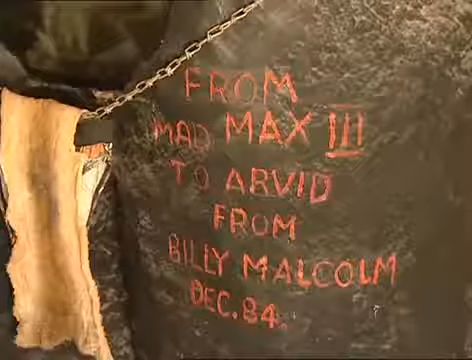 FROM
MAD MAX III
TO ARVID
FROM
BILLY MALCOLM
DEC. 84.